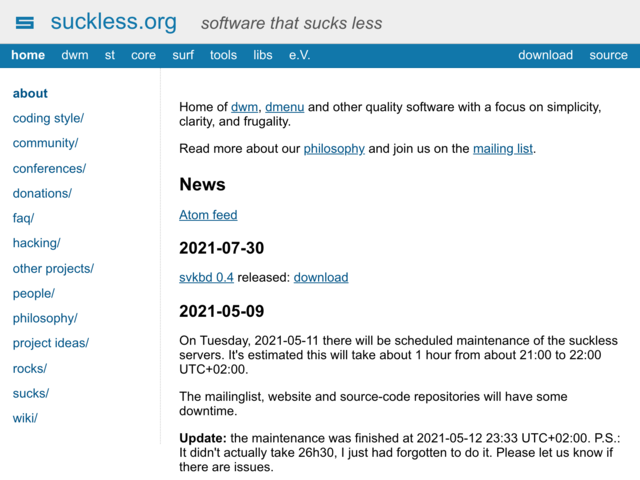 suckless.org software that sucks less
home dwm st core surf tools libs e.V. download source
about
coding style/
community/
conferences/
donations/
faq/
hacking/
other projects/
people/
philosophy/
project ideas/
rocks/
sucks/
wiki/
Home of dwm, dmenu and other quality software with a focus on simplicity,
clarity, and frugality.
Read more about our philosophy and join us on the mailing list.
News
Atom feed
2021-07-30
svkbd 0.4 released: download
2021-05-09
On Tuesday, 2021-05-11 there will be scheduled maintenance of the suckless
servers. It's estimated this will take about 1 hour from about 21:00 to 22:00
UTC+02:00.
The mailinglist, website and source-code repositories will have some
downtime.
Update: the maintenance was finished at 2021-05-12 23:33 UTC+02:00. P.S.:
It didn't actually take 26h30, I just had forgotten to do it. Please let us know if
there are issues.